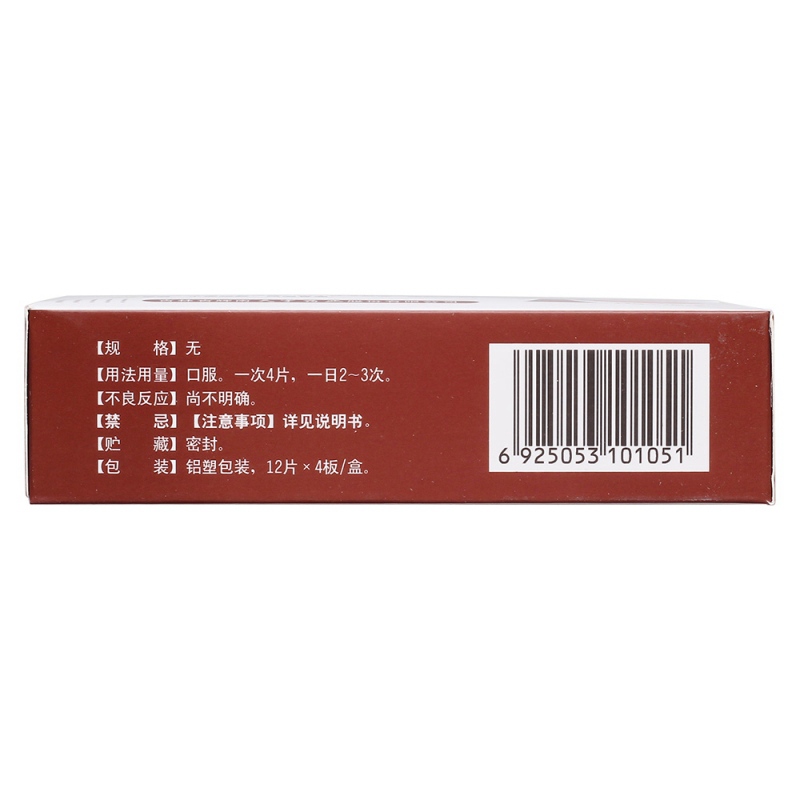 【规　　格】无
【用法用量】口服。一次4片，一日2~3次。
【不良反应】尚不明确。
【禁　　忌】【注意事项】详见说明书。
【贮　　藏】密封。
【包　　装】铝塑包装，12片×4板/盒。
6 925053 101051